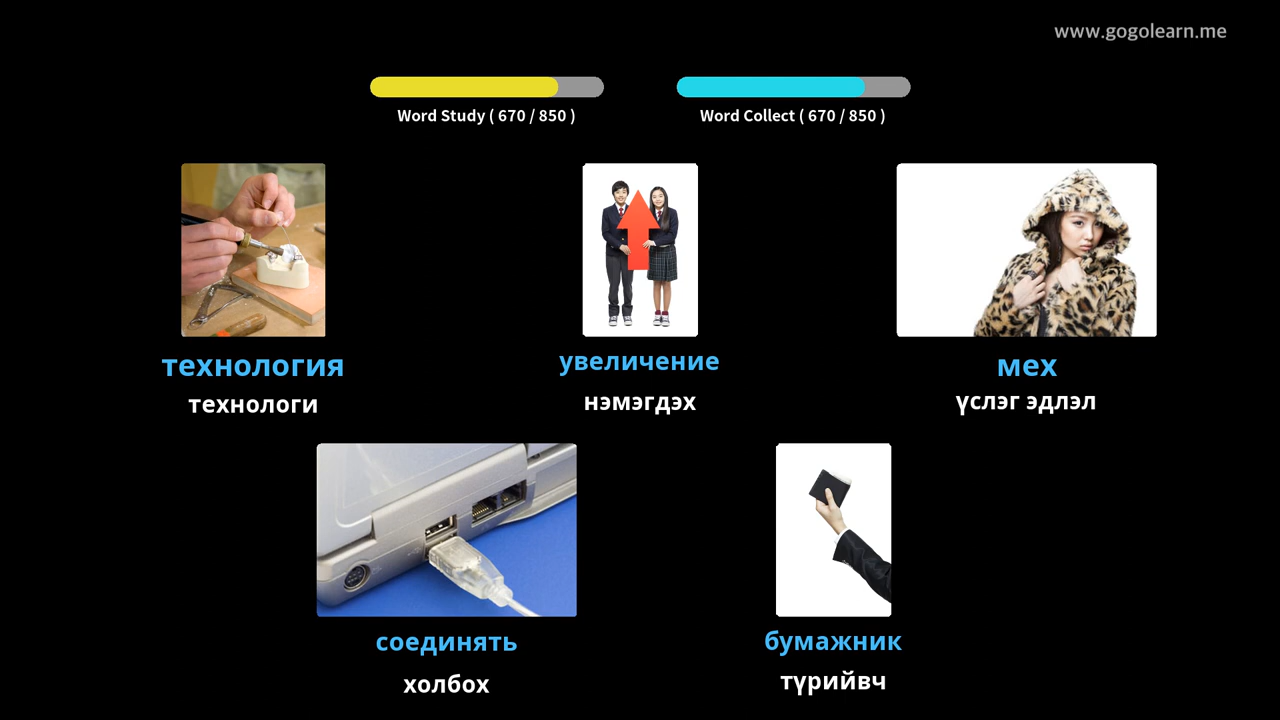 www.gogolearn.me
Word Study ( 670 / 850 )
Word Collect ( 670 / 850 )
технология
технологи
увеличение
нэмэгдэх
мех
үслэг эдлэл
соединять
холбох
бумажник
түрийвч